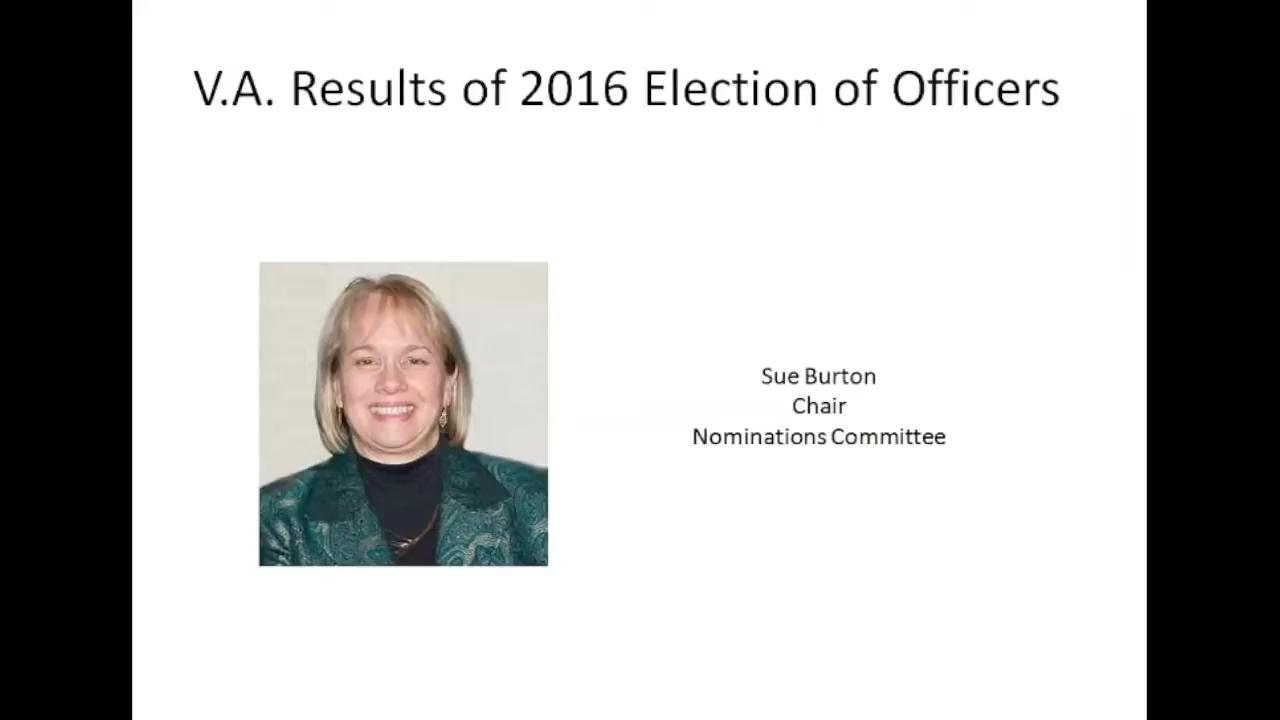 V.A. Results of 2016 Election of Officers
Sue Burton
Chair
Nominations Committee